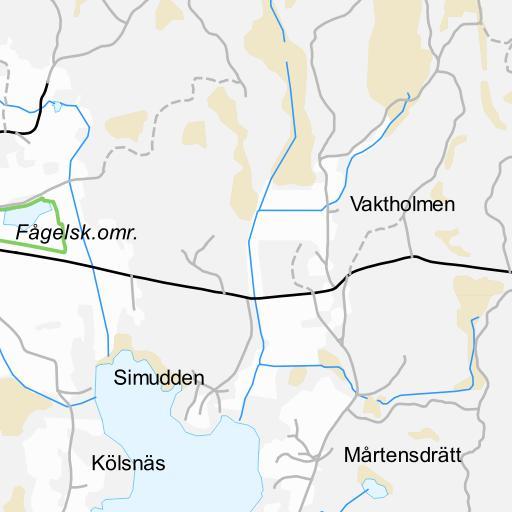 Vaktholmen
Fågelsk.omr.
Simudden
Mårtensdrätt
Kölsnäs